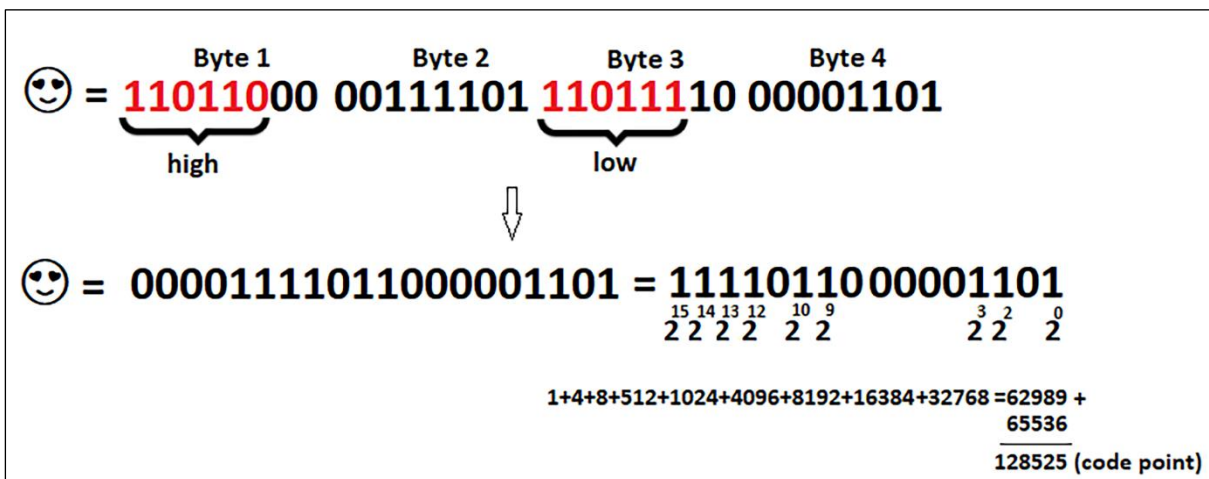 Byte 1 Byte 2 Byte 3 Byte 4
= 11011000 00111101 11011110 00001101
high low
= 00001111011000001101 = 1111011000001101
15 14 13 12 10 9 3 2 0
2 2 2 2 2 2 2 2 2
1+4+8+512+1024+4096+8192+16384+32768 =62989 +
65536
128525 (code point)